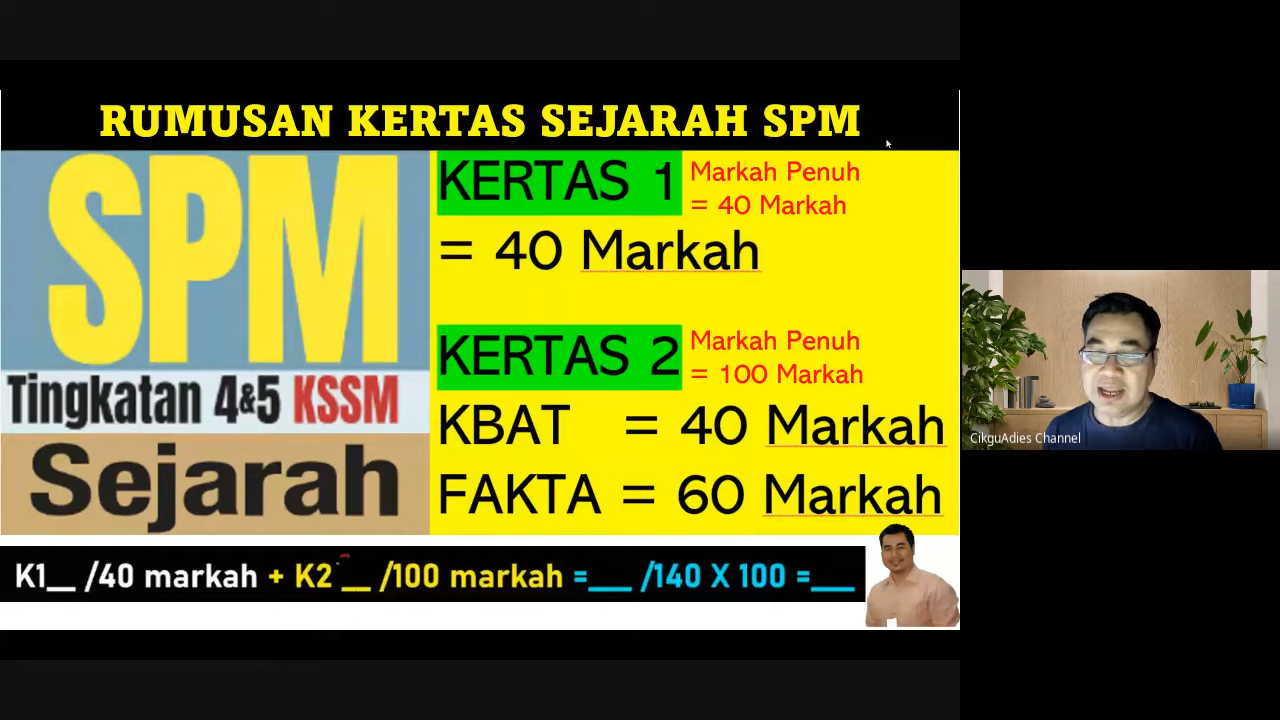 RUMUSAN KERTAS SEJARAH SPM
SPM
Tingkatan 4&5 KSSM
Sejarah
KERTAS 1
Markah Penuh
= 40 Markah
= 40 Markah
KERTAS 2
Markah Penuh
= 100 Markah
KBAT = 40 Markah
FAKTA = 60 Markah
K1__ /40 markah + K2 __ /100 markah =___ /140 X 100 =___
CikguAdies Channel